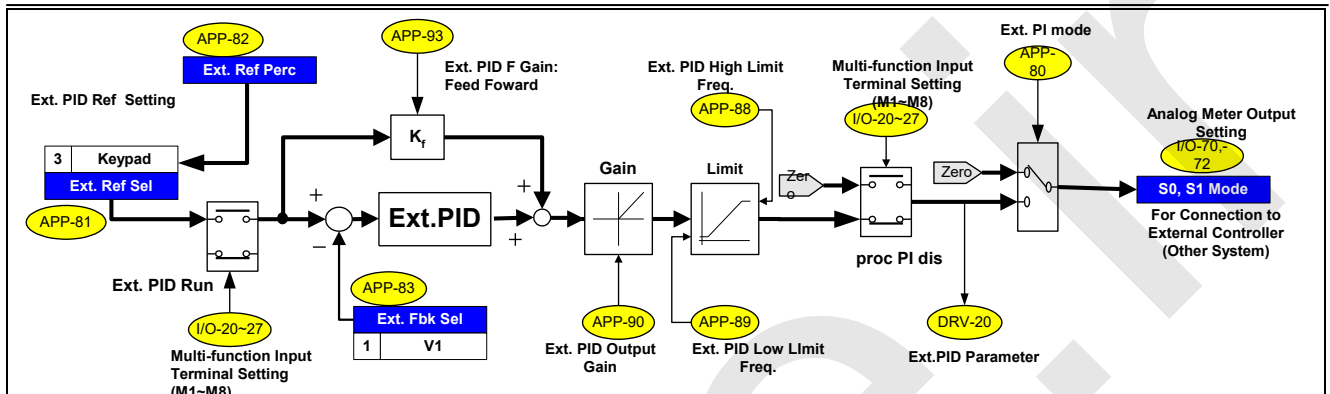 APP-82
Ext. Ref Perc
Ext. PID Ref Setting
3 Keypad
Ext. Ref Sel
APP-81
Ext. PID Run
I/O-20~27
Multi-function Input
Terminal Setting
(M1~M8)
APP-93
Ext. PID F Gain:
Feed Foward
Kf
+
−
Ext.PID
+
+
APP-83
Ext. Fbk Sel
1 V1
Gain
APP-90
Ext. PID Output
Gain
Ext. PID High Limit
Freq.
APP-88
Limit
APP-89
Ext. PID Low LImit
Freq.
Multi-function Input
Terminal Setting
(M1~M8)
I/O-20~27
Zer
o
proc PI dis
DRV-20
Ext.PID Parameter
Ext. PI mode
APP-
80
Zero
Analog Meter Output
Setting
I/O-70,-
72
S0, S1 Mode
For Connection to
External Controller
(Other System)